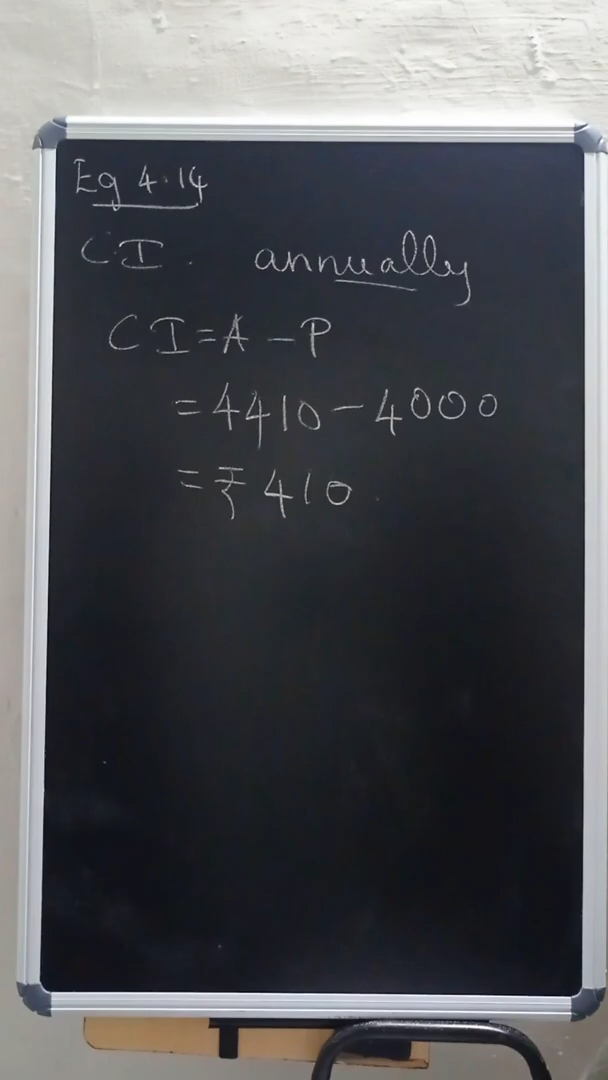 Eg 4.14
C.I. annually
CI = A - P
= 4410 - 4000
= ₹ 410